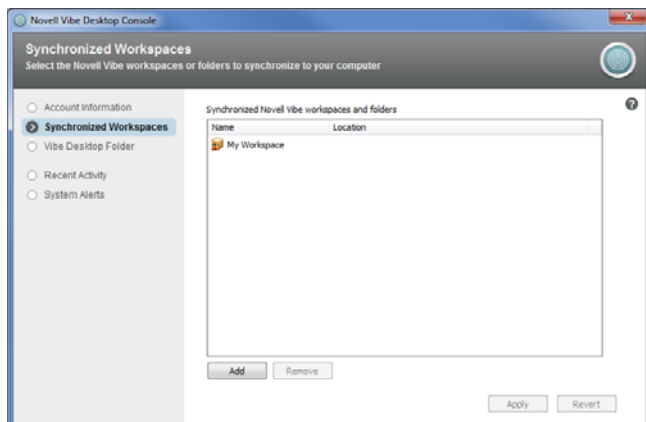 Novell Vibe Desktop Console
Synchronized Workspaces
Select the Novell Vibe workspaces or folders to synchronize to your computer
Account Information
Synchronized Workspaces
Vibe Desktop Folder
Recent Activity
System Alerts
Synchronized Novell Vibe workspaces and folders
Name Location
My Workspace
Add Remove
Apply Revert